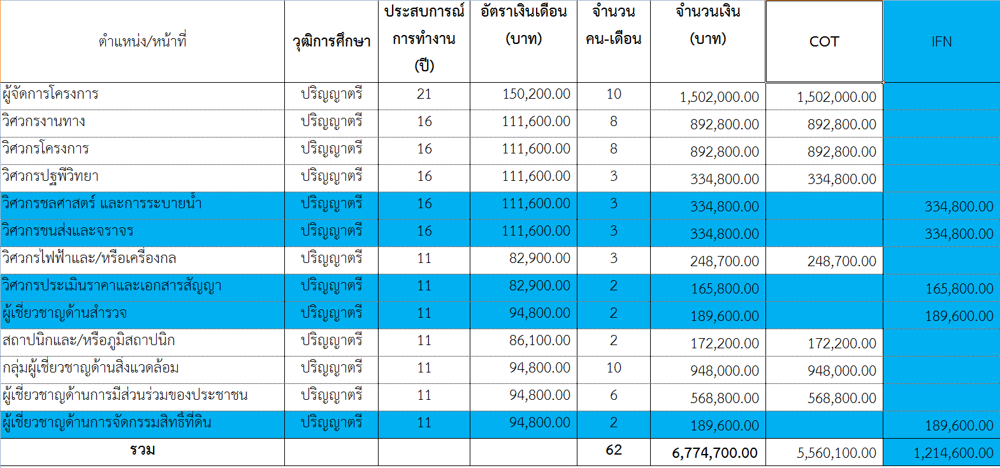 ตำแหน่ง/หน้าที่ วุฒิการศึกษา ประสบการณ์ การทำงาน (ปี) อัตราเงินเดือน (บาท) จำนวน คน-เดือน จำนวนเงิน (บาท) COT IFN
ผู้จัดการโครงการ ปริญญาตรี 21 150,200.00 10 1,502,000.00 1,502,000.00
วิศวกรงานทาง ปริญญาตรี 16 111,600.00 8 892,800.00 892,800.00
วิศวกรโครงการ ปริญญาตรี 16 111,600.00 8 892,800.00 892,800.00
วิศวกรปฐพีวิทยา ปริญญาตรี 16 111,600.00 3 334,800.00 334,800.00
วิศวกรชลศาสตร์ และการระบายน้ำ ปริญญาตรี 16 111,600.00 3 334,800.00 334,800.00
วิศวกรขนส่งและจราจร ปริญญาตรี 16 111,600.00 3 334,800.00 334,800.00
วิศวกรไฟฟ้าและ/หรือเครื่องกล ปริญญาตรี 11 82,900.00 3 248,700.00 248,700.00
วิศวกรประเมินราคาและเอกสารสัญญา ปริญญาตรี 11 82,900.00 2 165,800.00 165,800.00
ผู้เชี่ยวชาญด้านสำรวจ ปริญญาตรี 11 94,800.00 2 189,600.00 189,600.00
สถาปนิกและ/หรือภูมิสถาปนิก ปริญญาตรี 11 86,100.00 2 172,200.00 172,200.00
กลุ่มผู้เชี่ยวชาญด้านสิ่งแวดล้อม ปริญญาตรี 11 94,800.00 10 948,000.00 948,000.00
ผู้เชี่ยวชาญด้านการมีส่วนร่วมของประชาชน ปริญญาตรี 11 94,800.00 6 568,800.00 568,800.00
ผู้เชี่ยวชาญด้านการจัดกรรมสิทธิ์ที่ดิน ปริญญาตรี 11 94,800.00 2 189,600.00 189,600.00
รวม 62 6,774,700.00 5,560,100.00 1,214,600.00